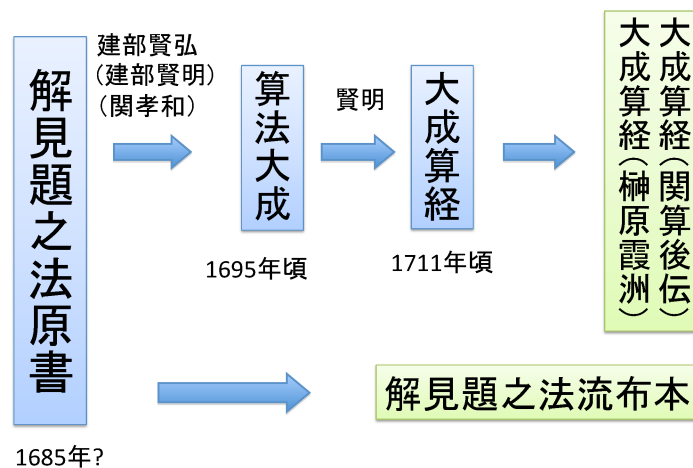 解見題之法原書
1685年?
建部賢弘
（建部賢明）
（関孝和）
算法大成
1695年頃
賢明
大成算経
1711年頃
大成算経（関算後伝）
大成算経（榊原霞洲）
解見題之法流布本